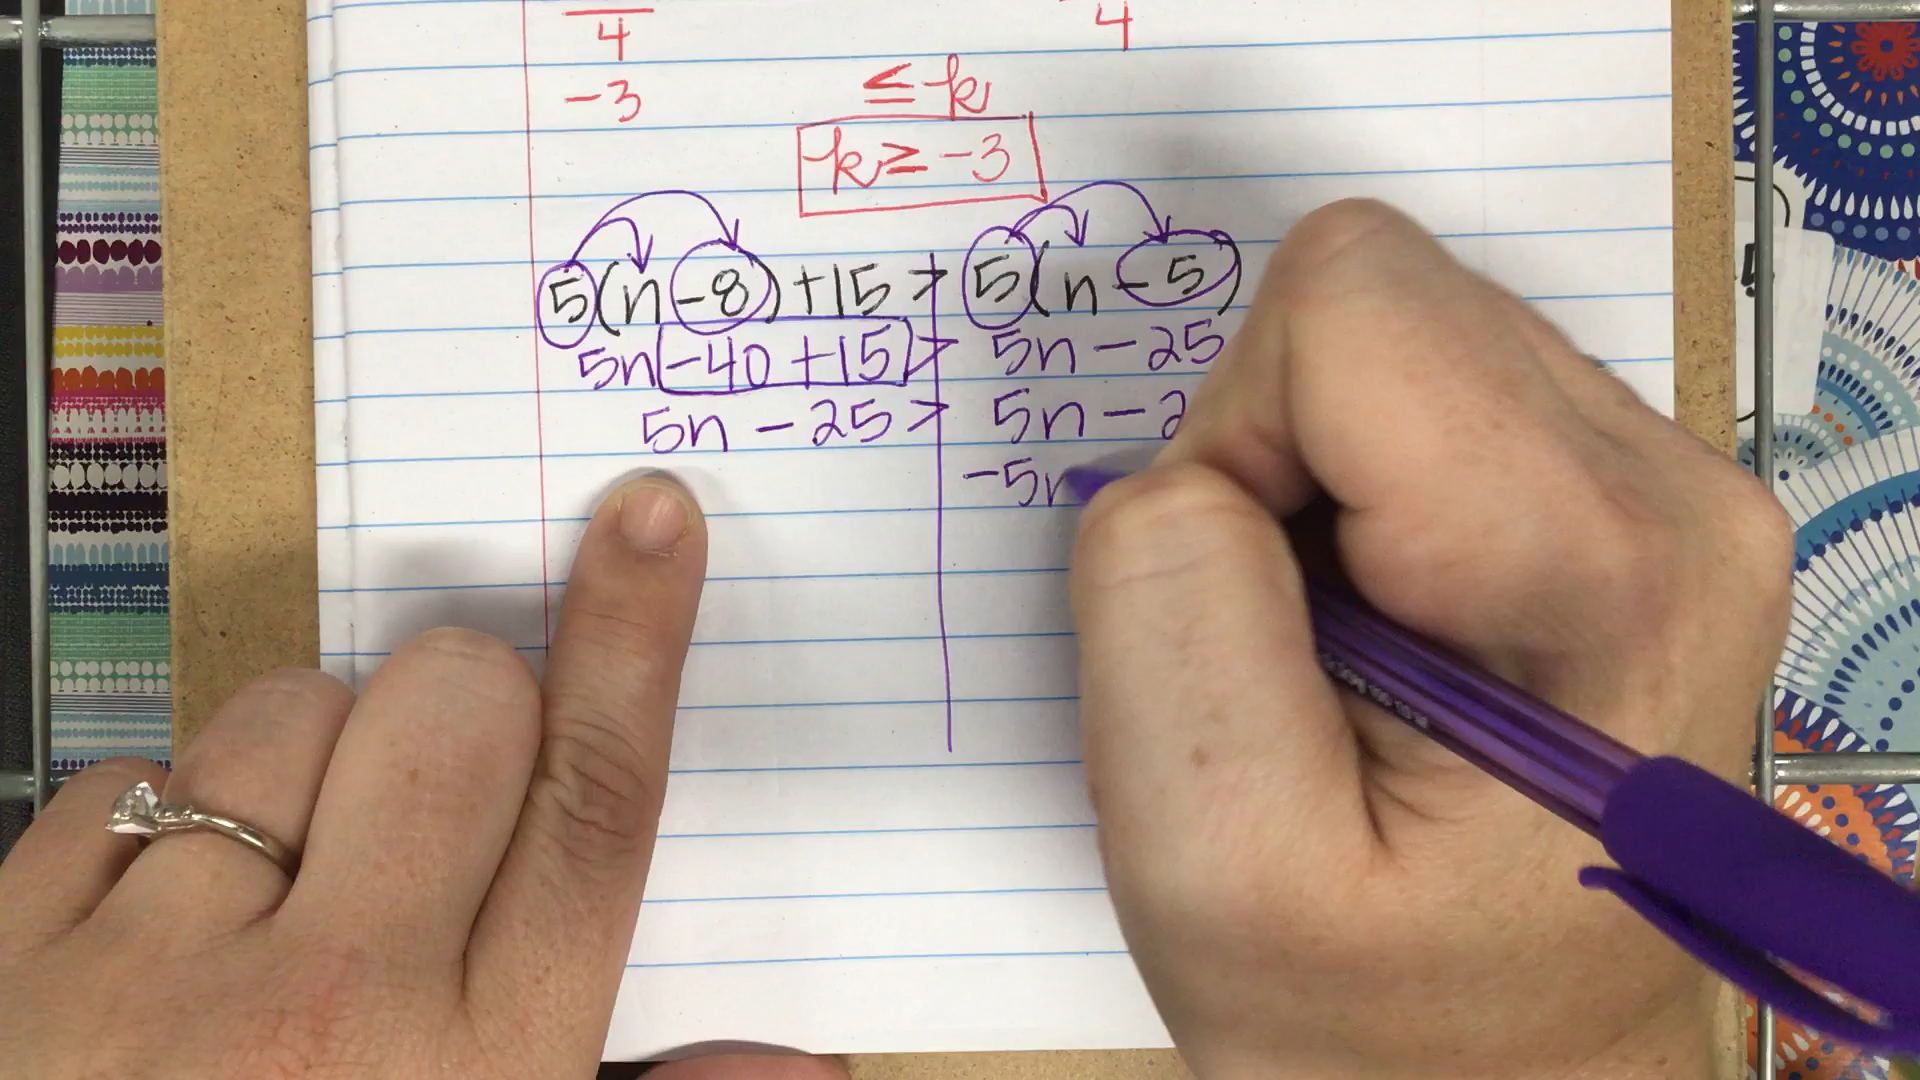 4 4
-3 ≤ k
k ≥ -3
5(n - 8) + 15 > 5(n - 5)
5n - 40 + 15 > 5n - 25
5n - 25 > 5n - 2
-5n